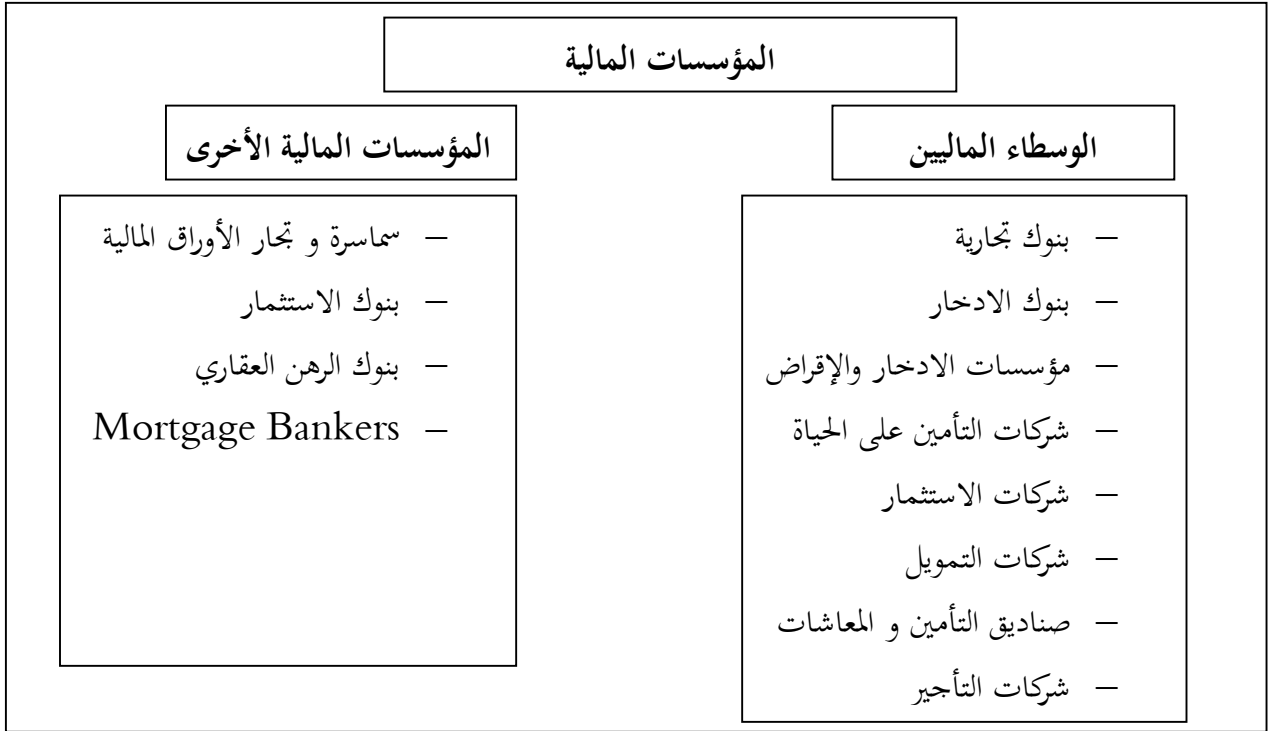 المؤسسات المالية
الوسطاء الماليين
– بنوك تجارية
– بنوك الادخار
– مؤسسات الادخار والإقراض
– شركات التأمين على الحياة
– شركات الاستثمار
– شركات التمويل
– صناديق التأمين و المعاشات
– شركات التأجير
المؤسسات المالية الأخرى
– سماسرة و تجار الأوراق المالية
– بنوك الاستثمار
– بنوك الرهن العقاري
– Mortgage Bankers